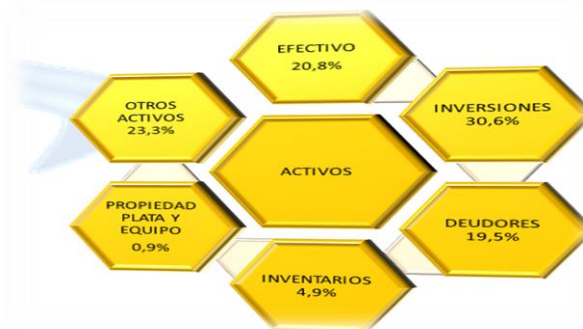 EFECTIVO
20,8%
INVERSIONES
30,6%
DEUDORES
19,5%
INVENTARIOS
4,9%
PROPIEDAD
PLATA Y
EQUIPO
0,9%
OTROS
ACTIVOS
23,3%
ACTIVOS